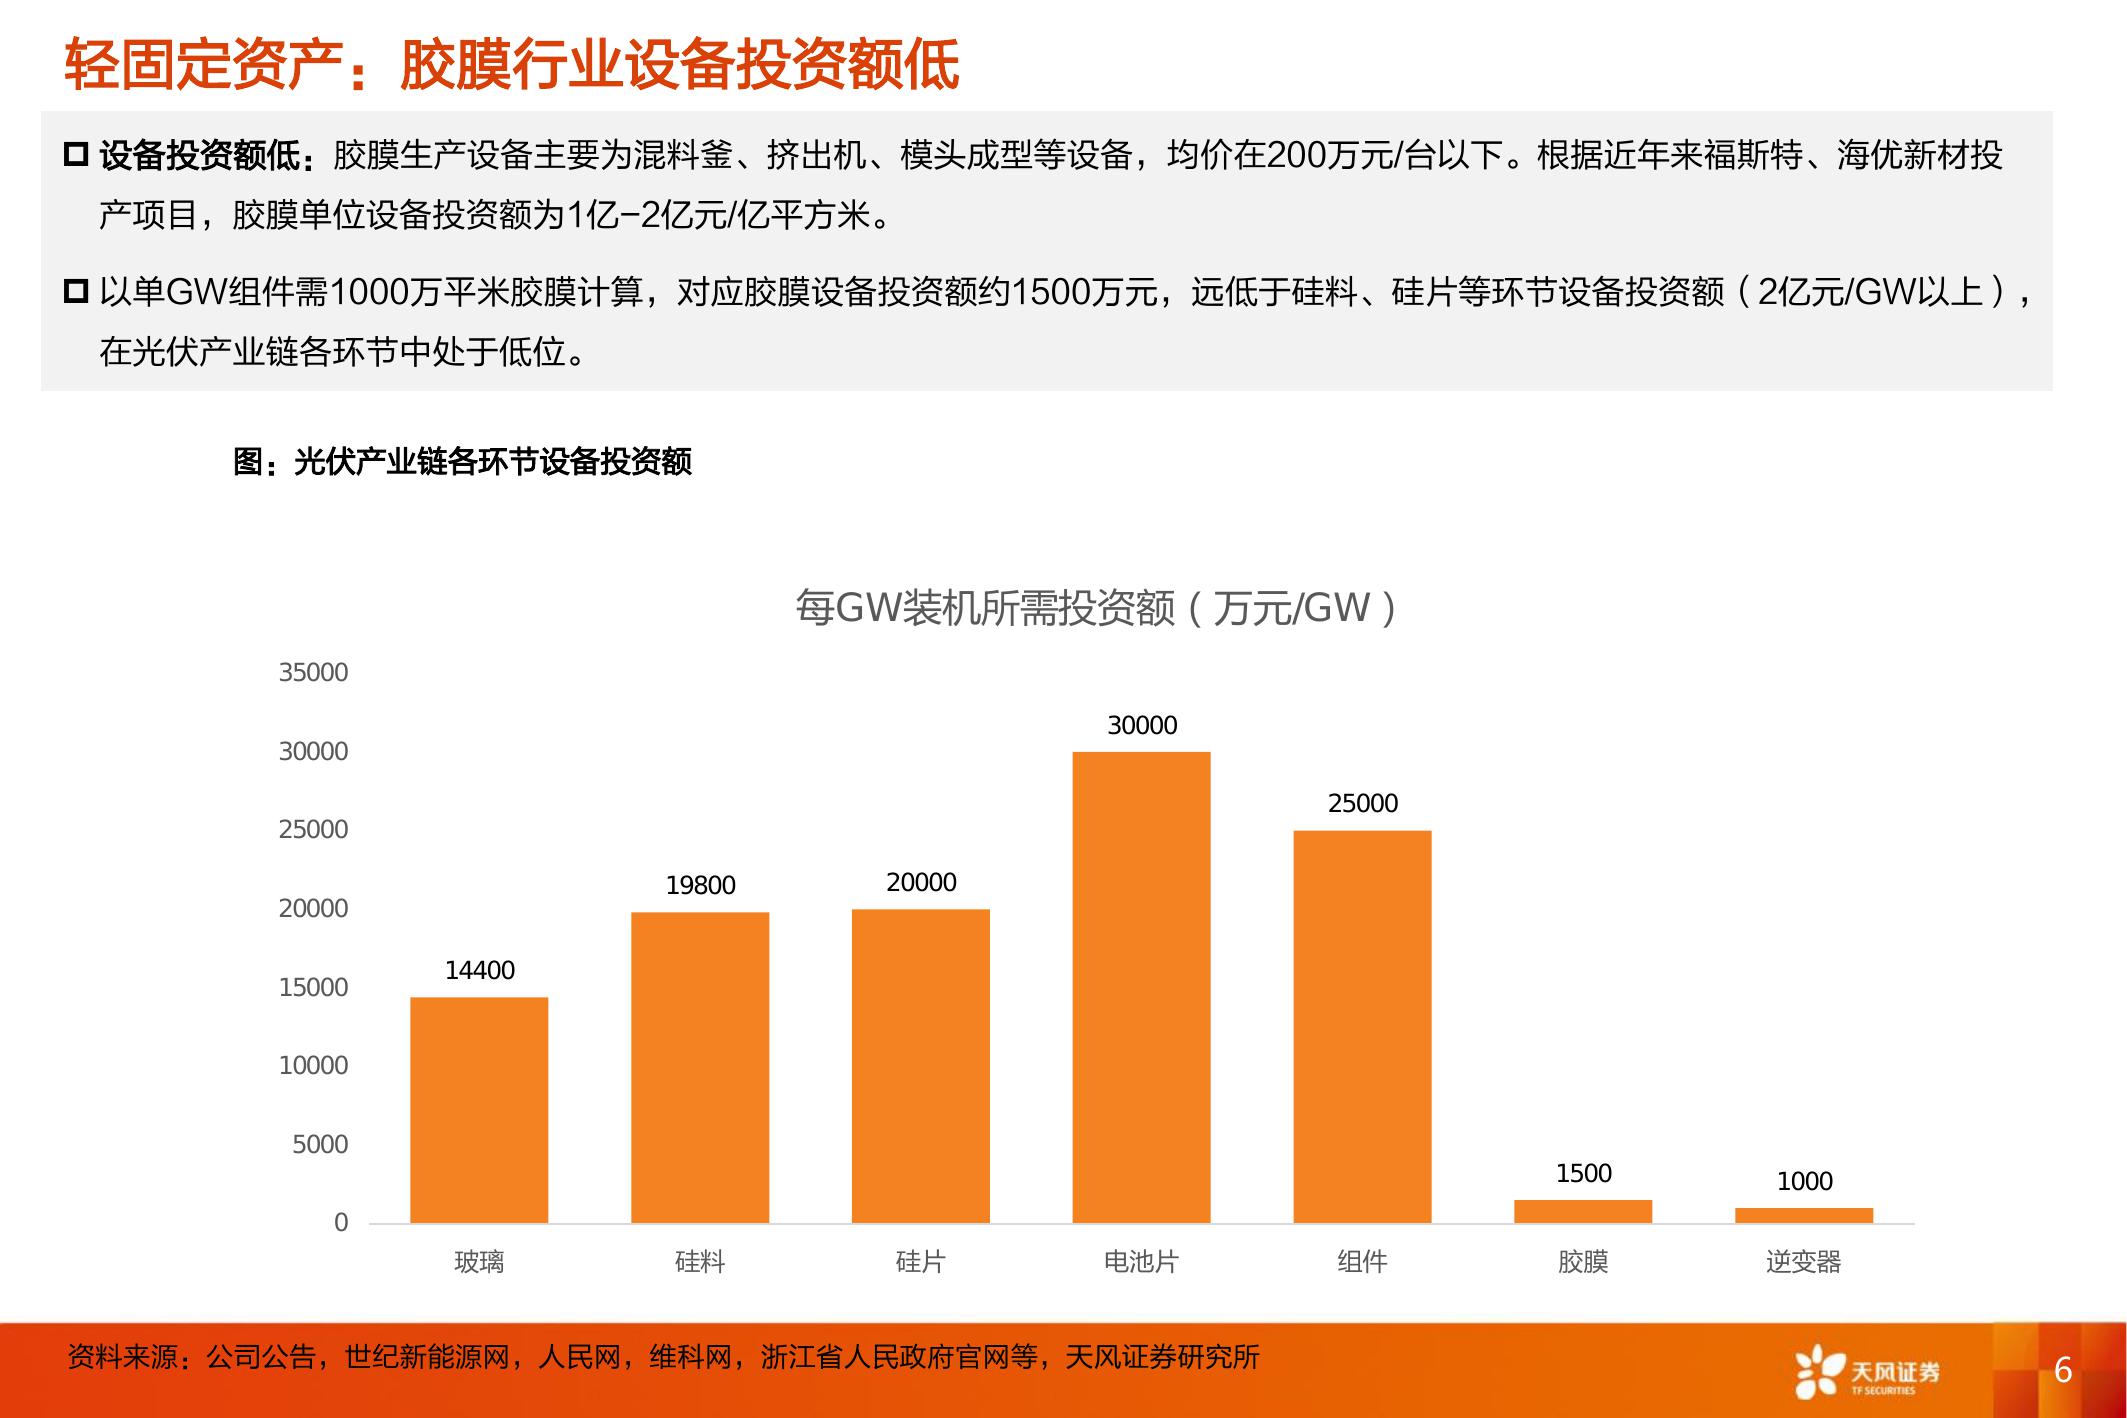 轻固定资产：胶膜行业设备投资额低
设备投资额低：胶膜生产设备主要为混料釜、挤出机、模头成型等设备，均价在200万元/台以下。根据近年来福斯特、海优新材投
产项目，胶膜单位设备投资额为1亿-2亿元/亿平方米。
以单GW组件需1000万平米胶膜计算，对应胶膜设备投资额约1500万元，远低于硅料、硅片等环节设备投资额（2亿元/GW以上），
在光伏产业链各环节中处于低位。
图：光伏产业链各环节设备投资额
每GW装机所需投资额（万元/GW）
35000
30000
25000
20000
15000
10000
5000
0
14400
19800
20000
30000
25000
1500
1000
玻璃
硅料
硅片
电池片
组件
胶膜
逆变器
资料来源：公司公告，世纪新能源网，人民网，维科网，浙江省人民政府官网等，天风证券研究所
天风证券
TF SECURITIES
6